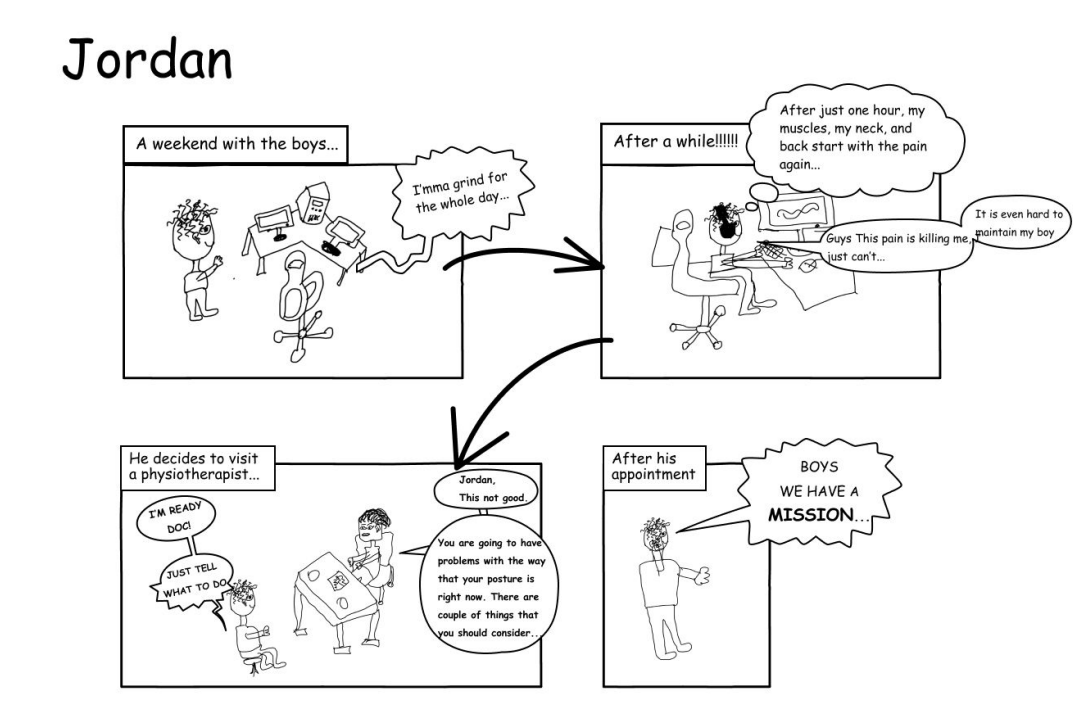 Jordan
A weekend with the boys...
I'mma grind for
the whole day...
After a while!!!!!!
After just one hour, my
muscles, my neck, and
back start with the pain
again...
Guys This pain is killing me,
just can't...
It is even hard to
maintain my boy
He decides to visit
a physiotherapist...
I'M READY
DOC!
JUST TELL
WHAT TO DO
Jordan,
This not good.
You are going to have
problems with the way
that your posture is
right now. There are
couple of things that
you should consider...
After his
appointment
BOYS
WE HAVE A
MISSION...